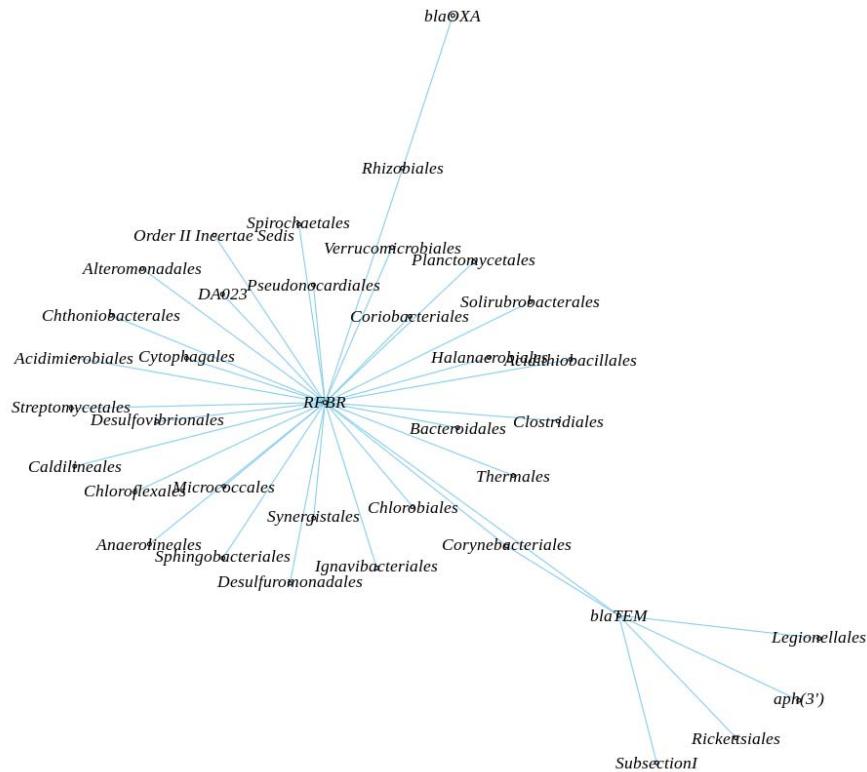 blaOXA
Rhizobiales
Spirochaetales
Order II Incertae Sedis
Verrucomicrobiales
Planctomycetales
Alteromonadales
Pseudonocardiales
DA023
Solirubrobacterales
Chthoniobacterales
Coriobacteriales
Acidimicrobiales
Cytophagales
Halanaerobiales
Acidithiobacillales
RFBR
Streptomycetales
Desulfovibrionales
Bacteroidales
Clostridiales
Caldilineales
Thermales
Chloroflexales
Micrococcales
Chlorobiales
Synergistales
Anaerolineales
Corynebacteriales
Sphingobacteriales
Ignavibacteriales
Desulfuromonadales
blaTEM
Legionellales
aph(3')
Rickettsiales
SubsectionI